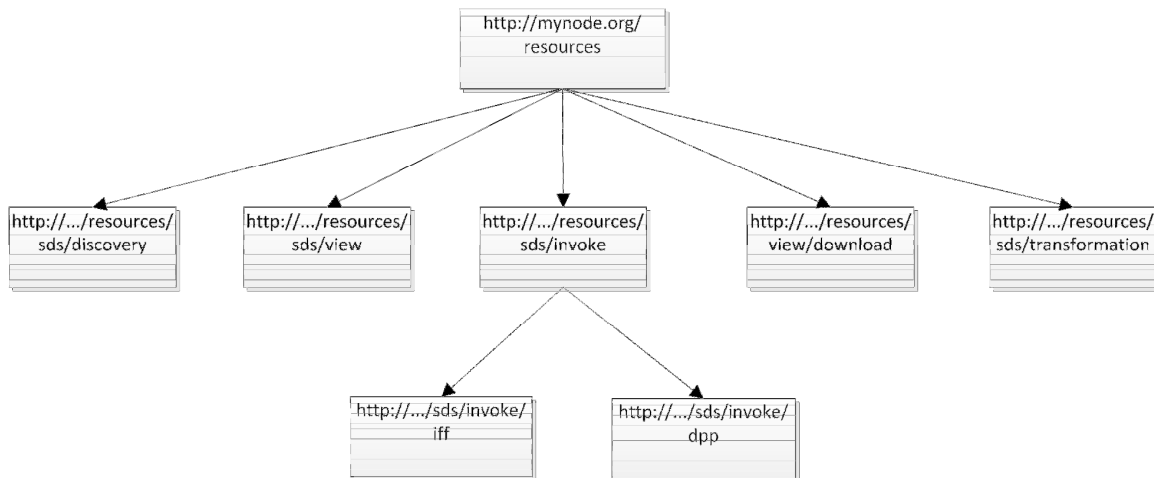 http://mynode.org/
resources
http://.../resources/
sds/discovery
http://.../resources/
sds/view
http://.../resources/
sds/invoke
http://.../resources/
view/download
http://.../resources/
sds/transformation
http://.../sds/invoke/
iff
http://.../sds/invoke/
dpp